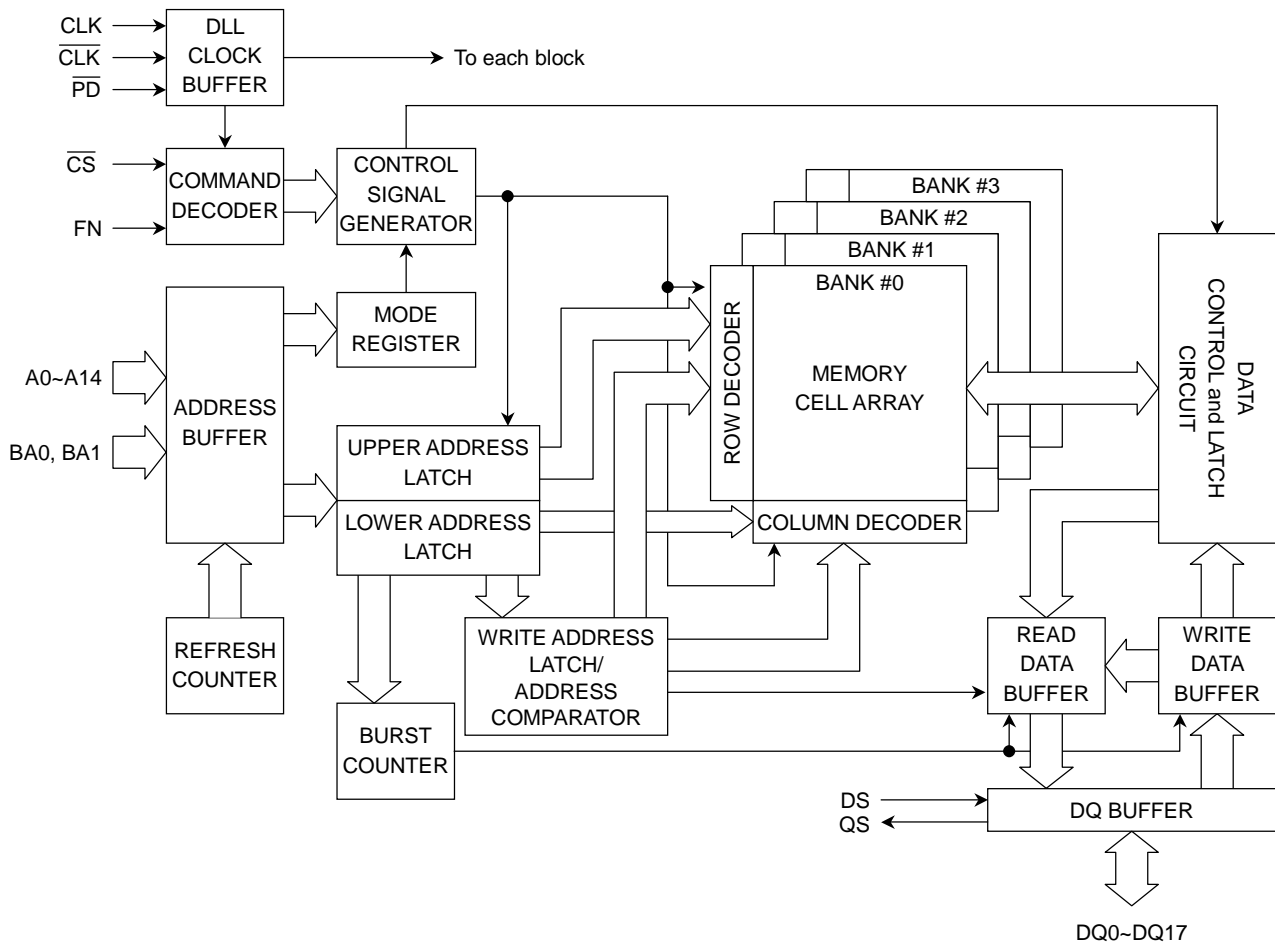 CLK
CLK
PD
DLL
CLOCK
BUFFER
To each block
CS
FN
COMMAND
DECODER
CONTROL
SIGNAL
GENERATOR
MODE
REGISTER
A0~A14
BA0, BA1
ADDRESS
BUFFER
UPPER ADDRESS
LATCH
LOWER ADDRESS
LATCH
REFRESH
COUNTER
WRITE ADDRESS
LATCH/
ADDRESS
COMPARATOR
BURST
COUNTER
BANK #3
BANK #2
BANK #1
BANK #0
ROW DECODER
MEMORY
CELL ARRAY
COLUMN DECODER
DATA
CONTROL and LATCH
CIRCUIT
READ
DATA
BUFFER
WRITE
DATA
BUFFER
DS
QS
DQ BUFFER
DQ0~DQ17